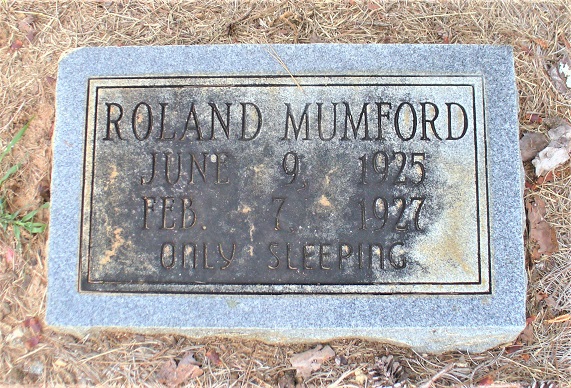 ROLAND MUMFORD
JUNE 9, 1925
FEB. 7, 1927
ONLY SLEEPING